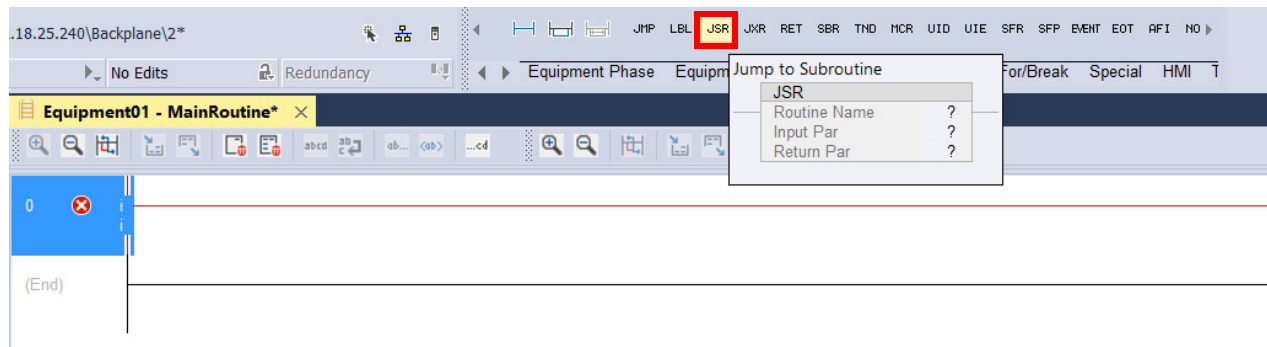 .18.25.240\Backplane\2*
JMP LBL JSR JXR RET SBR TND MCR UID UIE SFR SFP EVENT EOT AFI NO
No Edits
Redundancy
Equipment Phase Equipm For/Break Special HMI T
Jump to Subroutine
JSR
Routine Name ?
Input Par ?
Return Par ?
Equipment01 - MainRoutine*
abcd ab... <ab> ...cd
0 i
i
(End)